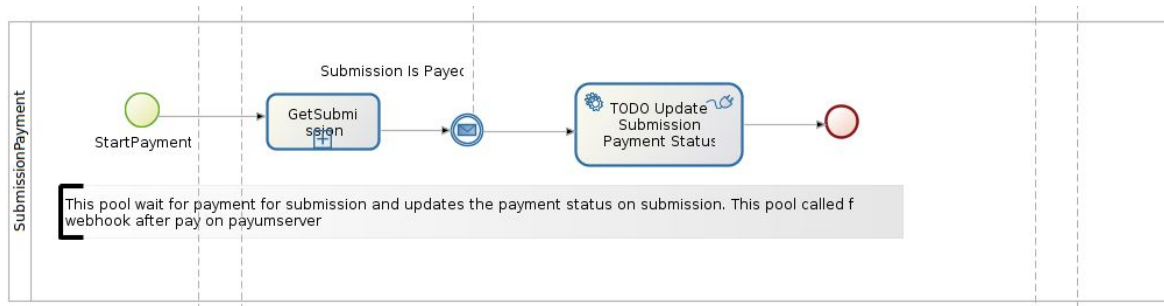 SubmissionPayment
Submission Is Payed
StartPayment
GetSubmi
ssion
TODO Update
Submission
Payment Status
This pool wait for payment for submission and updates the payment status on submission. This pool called f
webhook after pay on payumserver